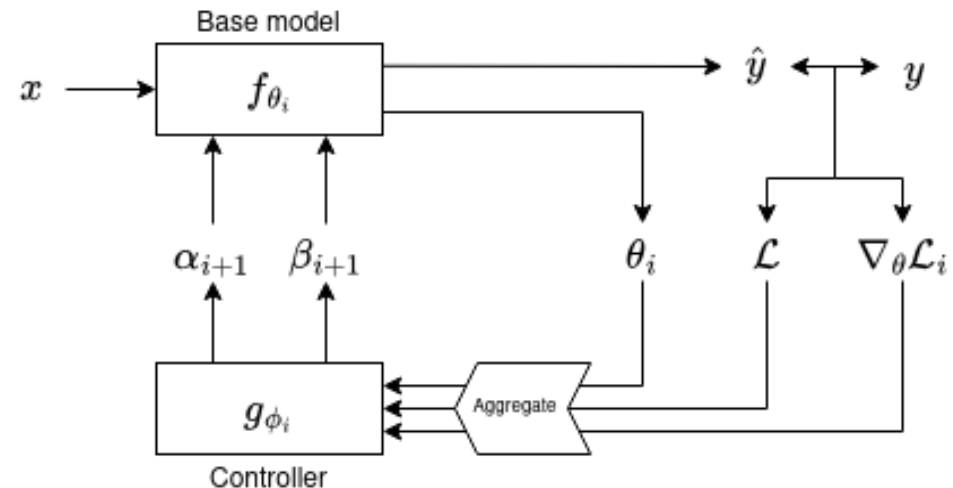 Base model
x
f_{θ_i}
ŷ
y
α_{i+1}
β_{i+1}
θ_i
ℒ
∇_θℒ_i
g_{ϕ_i}
Aggregate
Controller